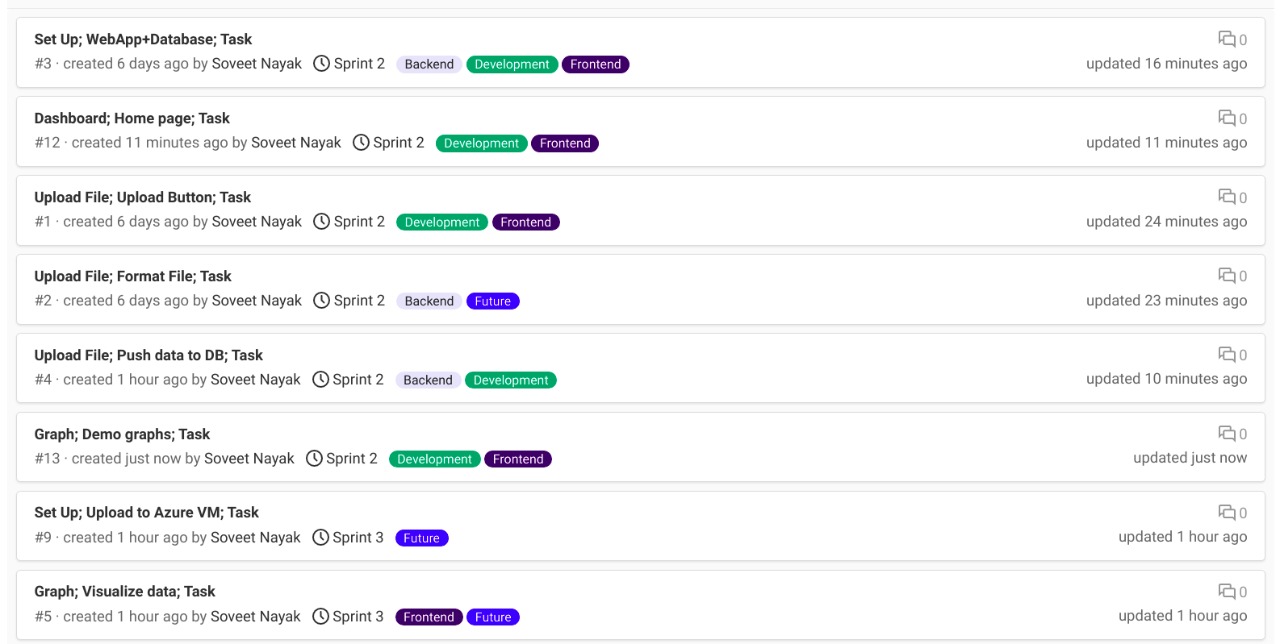 Set Up; WebApp+Database; Task
0
#3 · created 6 days ago by Soveet Nayak Sprint 2 Backend Development Frontend updated 16 minutes ago
Dashboard; Home page; Task
0
#12 · created 11 minutes ago by Soveet Nayak Sprint 2 Development Frontend updated 11 minutes ago
Upload File; Upload Button; Task
0
#1 · created 6 days ago by Soveet Nayak Sprint 2 Development Frontend updated 24 minutes ago
Upload File; Format File; Task
0
#2 · created 6 days ago by Soveet Nayak Sprint 2 Backend Future updated 23 minutes ago
Upload File; Push data to DB; Task
0
#4 · created 1 hour ago by Soveet Nayak Sprint 2 Backend Development updated 10 minutes ago
Graph; Demo graphs; Task
0
#13 · created just now by Soveet Nayak Sprint 2 Development Frontend updated just now
Set Up; Upload to Azure VM; Task
0
#9 · created 1 hour ago by Soveet Nayak Sprint 3 Future updated 1 hour ago
Graph; Visualize data; Task
0
#5 · created 1 hour ago by Soveet Nayak Sprint 3 Frontend Future updated 1 hour ago